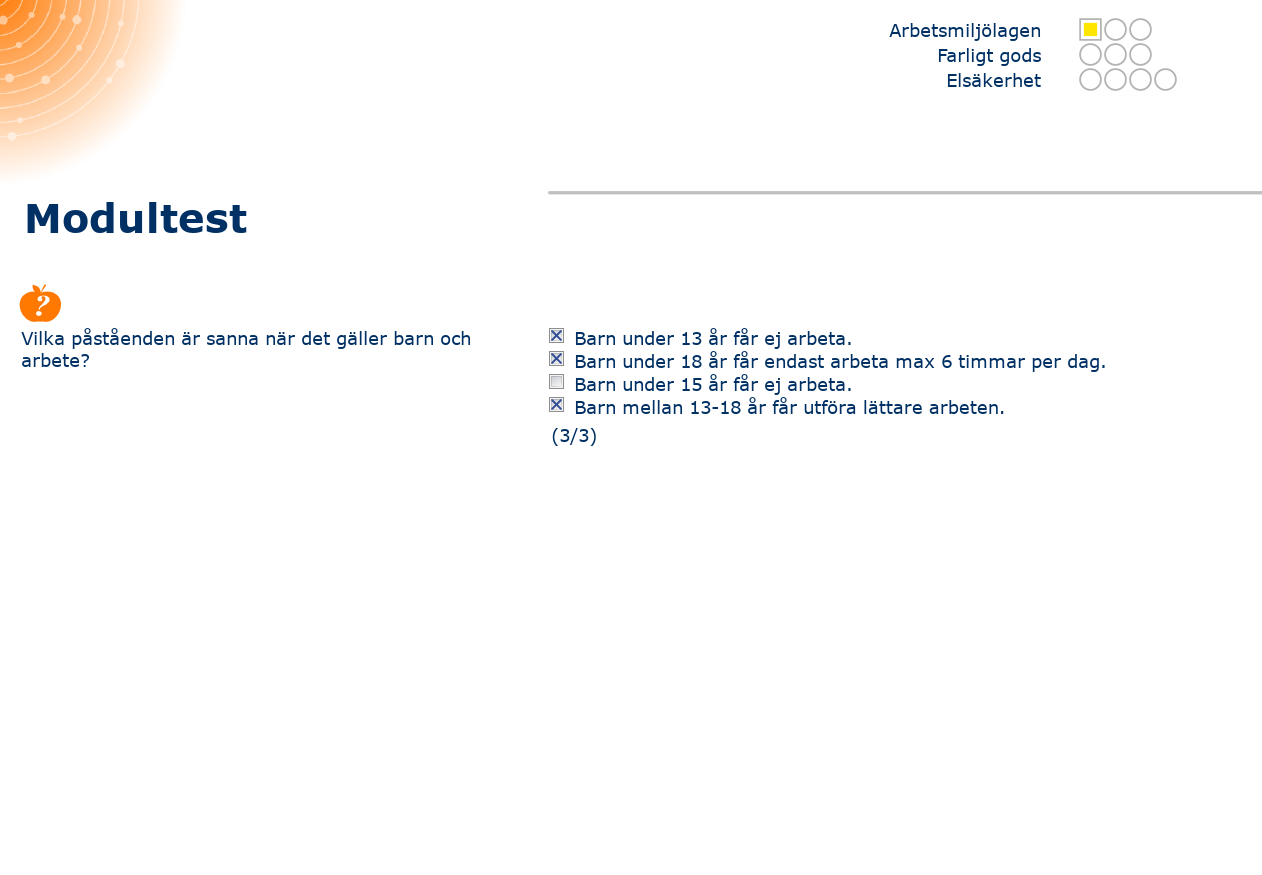 Arbetsmiljölagen
Farligt gods
Elsäkerhet
Modultest
?
Vilka påståenden är sanna när det gäller barn och
arbete?
Barn under 13 år får ej arbeta.
Barn under 18 år får endast arbeta max 6 timmar per dag.
Barn under 15 år får ej arbeta.
Barn mellan 13-18 år får utföra lättare arbeten.
(3/3)